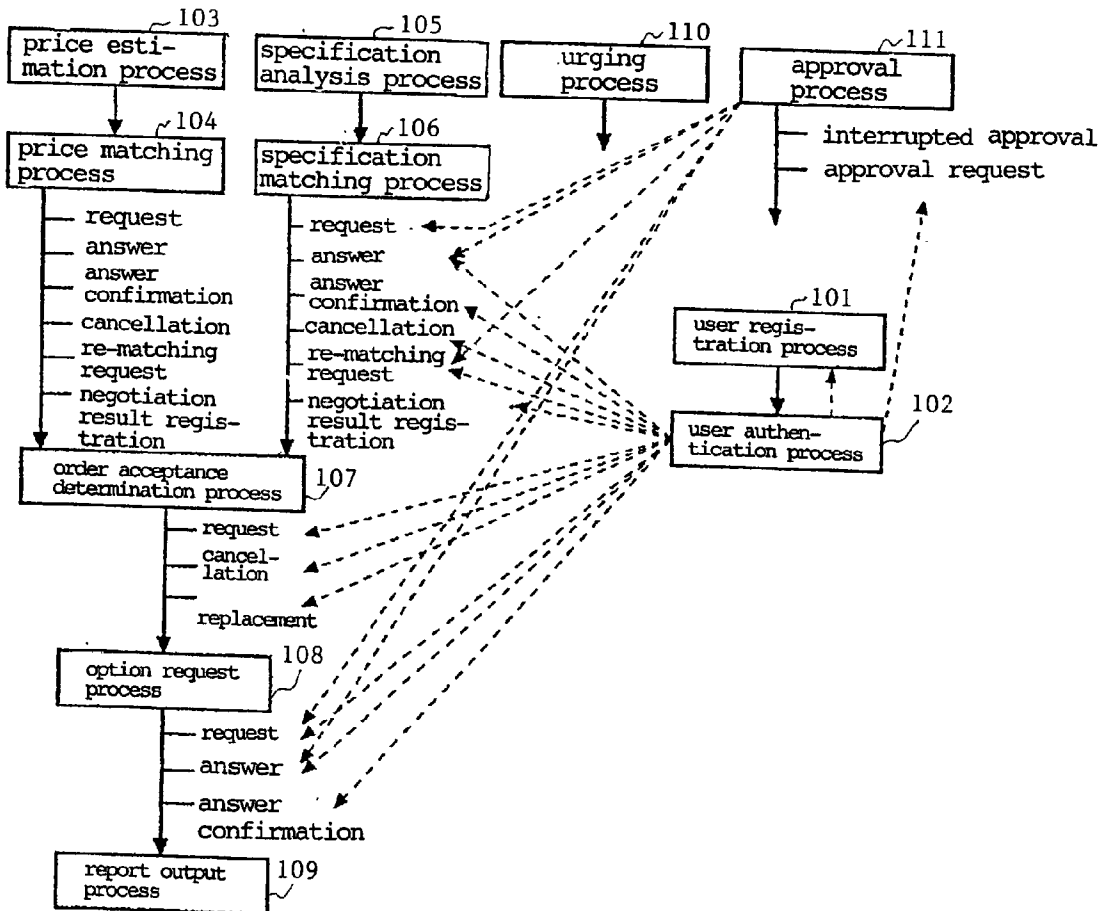 103
price esti-
mation process
104
price matching
process
request
answer
answer
confirmation
cancellation
re-matching
request
negotiation
result regis-
tration
105
specification
analysis process
106
specification
matching process
request
answer
answer
confirmation
cancellation
re-matching
request
negotiation
result regis-
tration
110
urging
process
111
approval
process
interrupted approval
approval request
101
user regis-
tration process
102
user authen-
tication process
order acceptance
determination process
107
request
cancel-
lation
replacement
option request
process
108
request
answer
answer
confirmation
report output
process
109